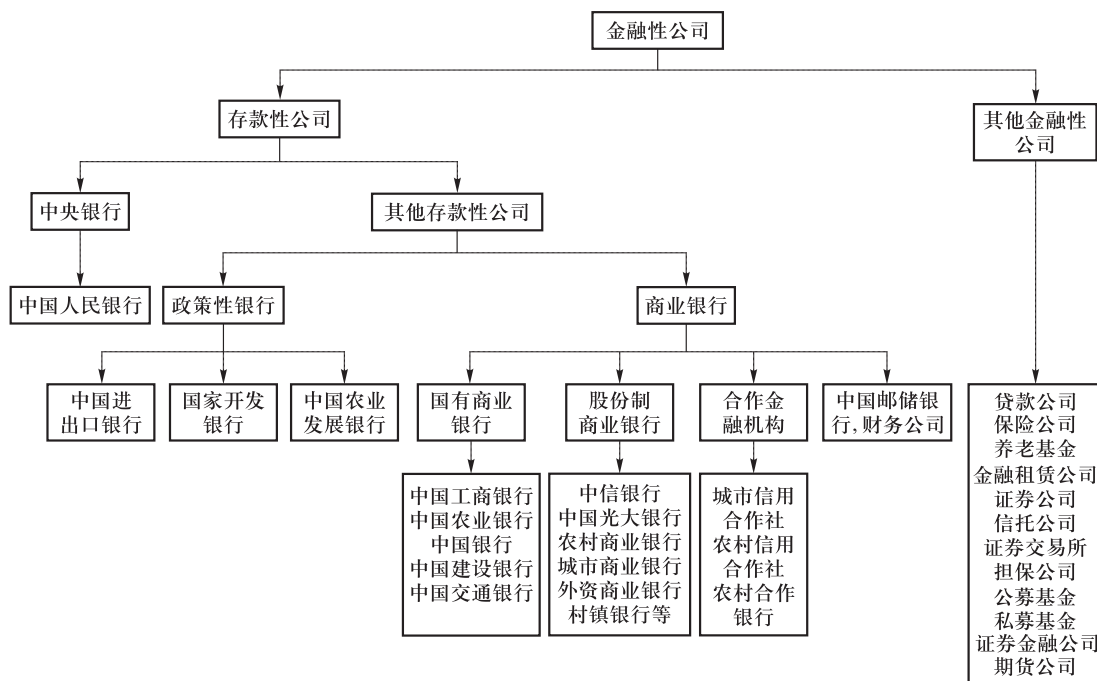 金融性公司
存款性公司
其他金融性
公司
中央银行
其他存款性公司
中国人民银行
政策性银行
商业银行
中国进
出口银行
国家开发
银行
中国农业
发展银行
国有商业
银行
股份制
商业银行
合作金
融机构
中国邮储银
行,财务公司
中国工商银行
中国农业银行
中国银行
中国建设银行
中国交通银行
中信银行
中国光大银行
农村商业银行
城市商业银行
外资商业银行
村镇银行等
城市信用
合作社
农村信用
合作社
农村合作
银行
贷款公司
保险公司
养老基金
金融租赁公司
证券公司
信托公司
证券交易所
担保公司
公募基金
私募基金
证券金融公司
期货公司